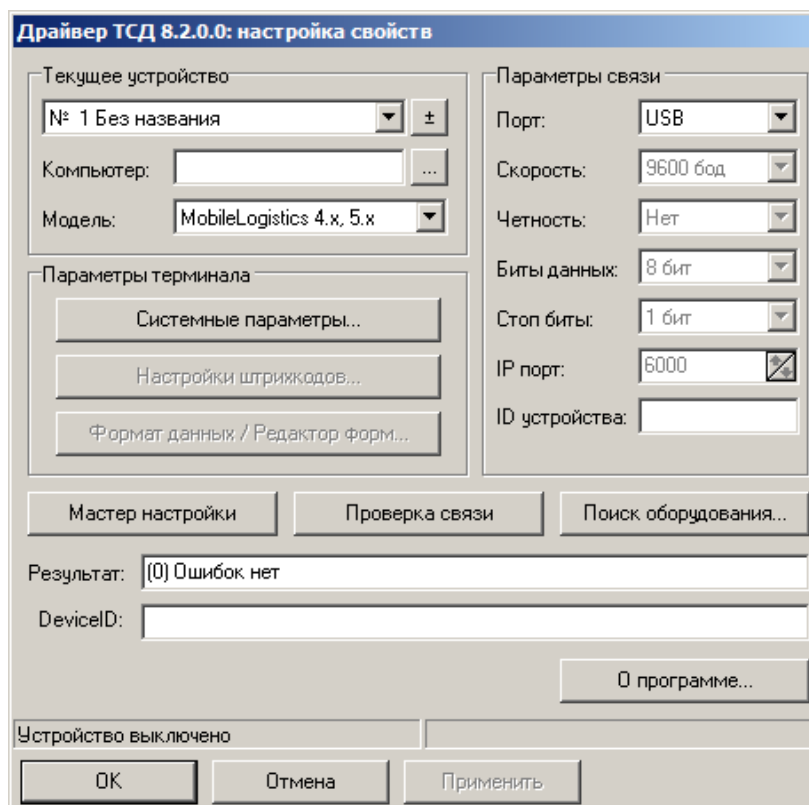 Драйвер ТСД 8.2.0.0: настройка свойств
Текущее устройство
№ 1 Без названия
±
Компьютер:
...
Модель:
MobileLogistics 4.x, 5.x
Параметры терминала
Системные параметры...
Настройки штрихкодов...
Формат данных / Редактор форм...
Параметры связи
Порт:
USB
Скорость:
9600 бод
Четность:
Нет
Биты данных:
8 бит
Стоп биты:
1 бит
IP порт:
6000
ID устройства:
Мастер настройки
Проверка связи
Поиск оборудования...
Результат:
(0) Ошибок нет
DeviceID:
О программе...
Устройство выключено
OK
Отмена
Применить